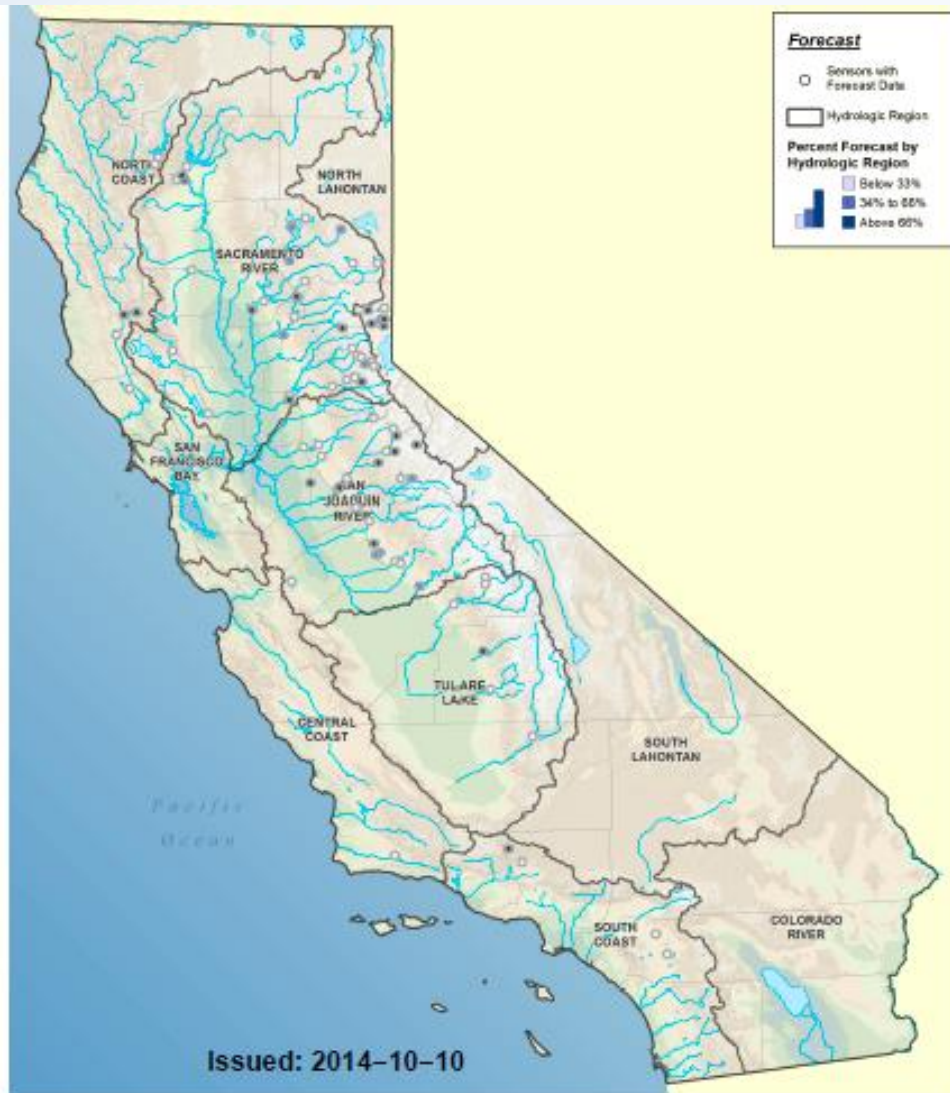 Forecast
Sensors with
Forecast Data
Hydrologic Region
Percent Forecast by
Hydrologic Region
Below 33%
34% to 66%
Above 66%
NORTH
COAST
NORTH
LAHONTAN
SACRAMENTO
RIVER
SAN
FRANCISCO
BAY
SAN
JOAQUIN
RIVER
TULARE
LAKE
CENTRAL
COAST
SOUTH
LAHONTAN
Pacific
Ocean
SOUTH
COAST
COLORADO
RIVER
Issued: 2014–10–10